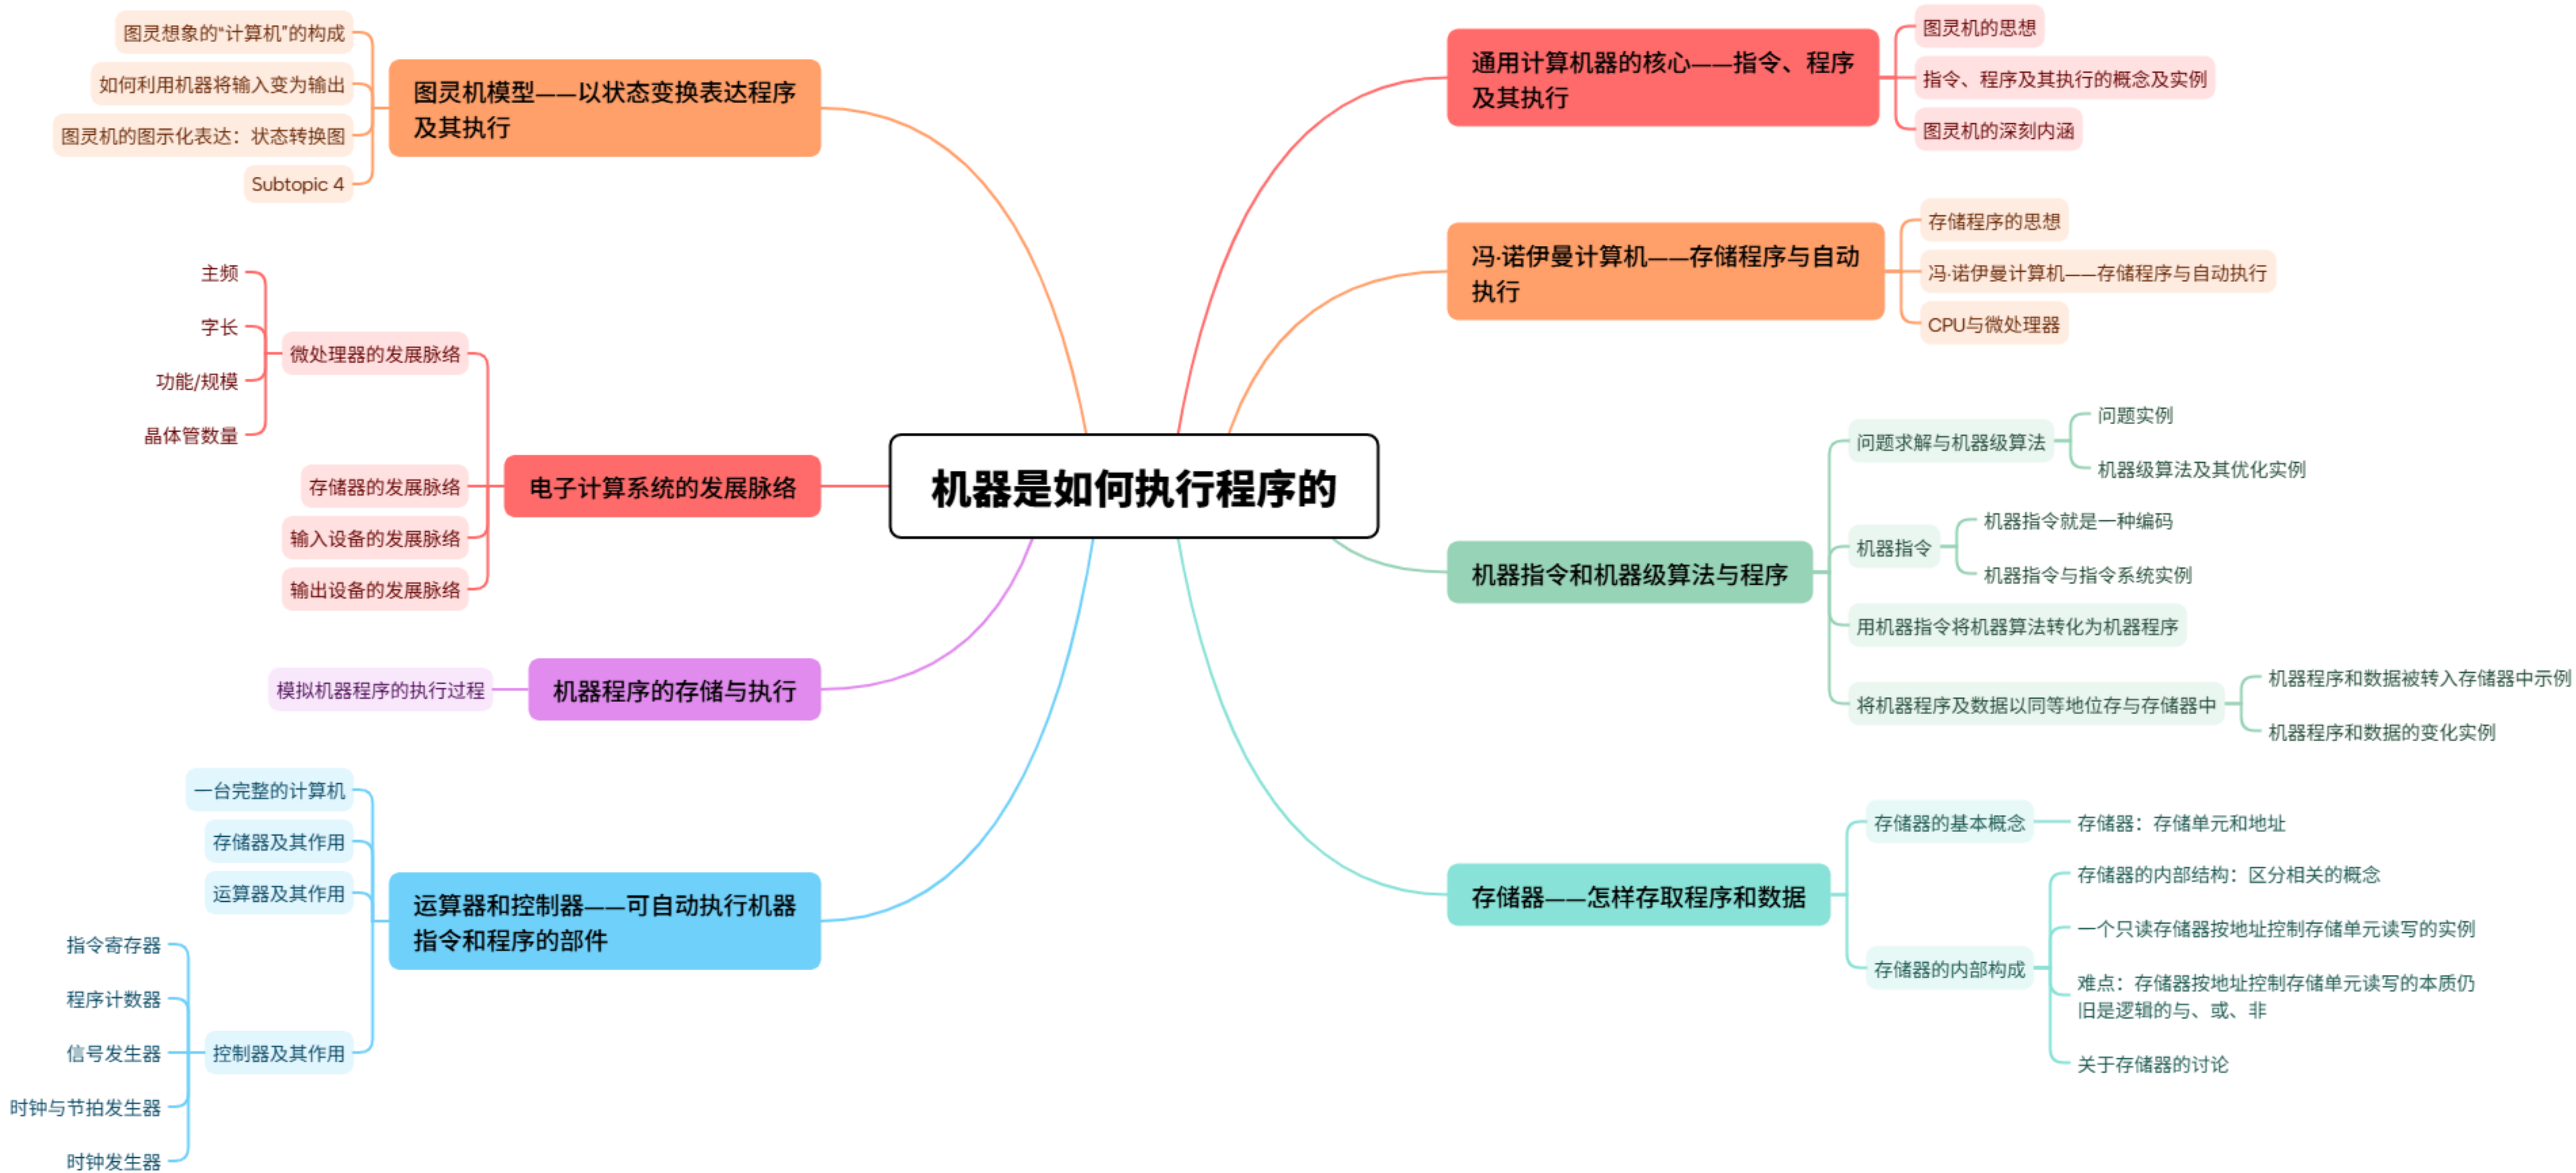 机器是如何执行程序的
通用计算机器的核心——指令、程序
及其执行
图灵机的思想
指令、程序及其执行的概念及实例
图灵机的深刻内涵
冯·诺伊曼计算机——存储程序与自动
执行
存储程序的思想
冯·诺伊曼计算机——存储程序与自动执行
CPU与微处理器
机器指令和机器级算法与程序
问题求解与机器级算法
问题实例
机器级算法及其优化实例
机器指令
机器指令就是一种编码
机器指令与指令系统实例
用机器指令将机器算法转化为机器程序
将机器程序及数据以同等地位存与存储器中
机器程序和数据被转入存储器中示例
机器程序和数据的变化实例
存储器——怎样存取程序和数据
存储器的基本概念
存储器：存储单元和地址
存储器的内部构成
存储器的内部结构：区分相关的概念
一个只读存储器按地址控制存储单元读写的实例
难点：存储器按地址控制存储单元读写的本质仍
旧是逻辑的与、或、非
关于存储器的讨论
图灵机模型——以状态变换表达程序
及其执行
图灵想象的“计算机”的构成
如何利用机器将输入变为输出
图灵机的图示化表达：状态转换图
Subtopic 4
电子计算系统的发展脉络
微处理器的发展脉络
主频
字长
功能/规模
晶体管数量
存储器的发展脉络
输入设备的发展脉络
输出设备的发展脉络
机器程序的存储与执行
模拟机器程序的执行过程
运算器和控制器——可自动执行机器
指令和程序的部件
一台完整的计算机
存储器及其作用
运算器及其作用
控制器及其作用
指令寄存器
程序计数器
信号发生器
时钟与节拍发生器
时钟发生器